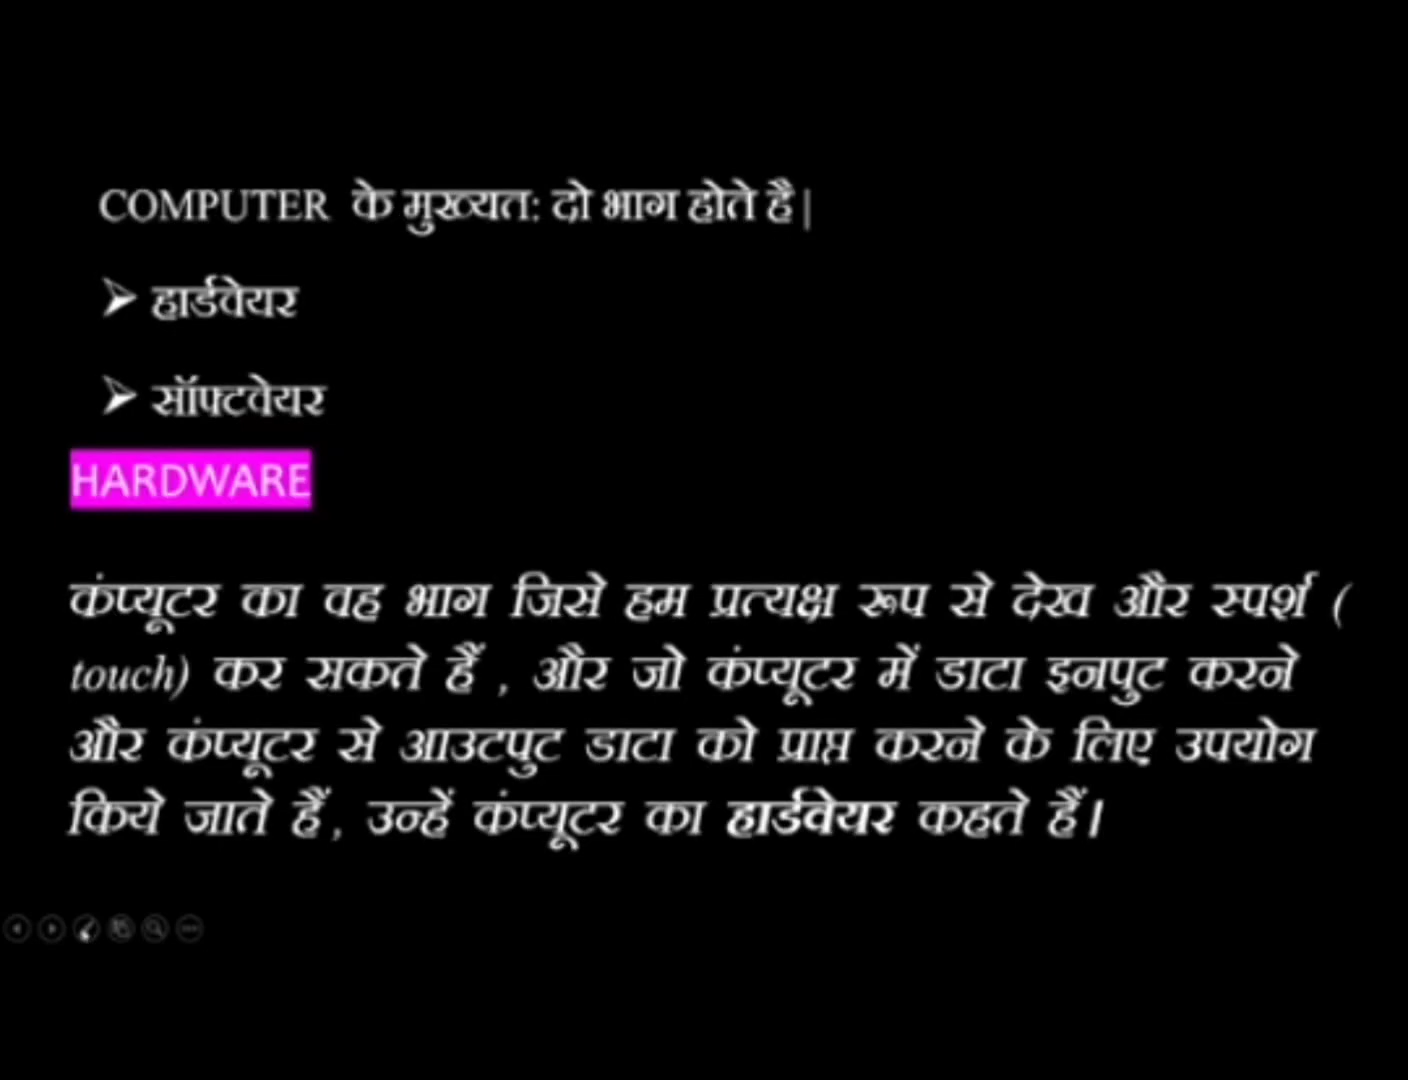 COMPUTER के मुख्यत: दो भाग होते है|
➢ हार्डवेयर
➢ सॉफ्टवेयर
HARDWARE
कंप्यूटर का वह भाग जिसे हम प्रत्यक्ष रूप से देख और स्पर्श (
touch) कर सकते हैं , और जो कंप्यूटर में डाटा इनपुट करने
और कंप्यूटर से आउटपुट डाटा को प्राप्त करने के लिए उपयोग
किये जाते हैं, उन्हें कंप्यूटर का हार्डवेयर कहते हैं।